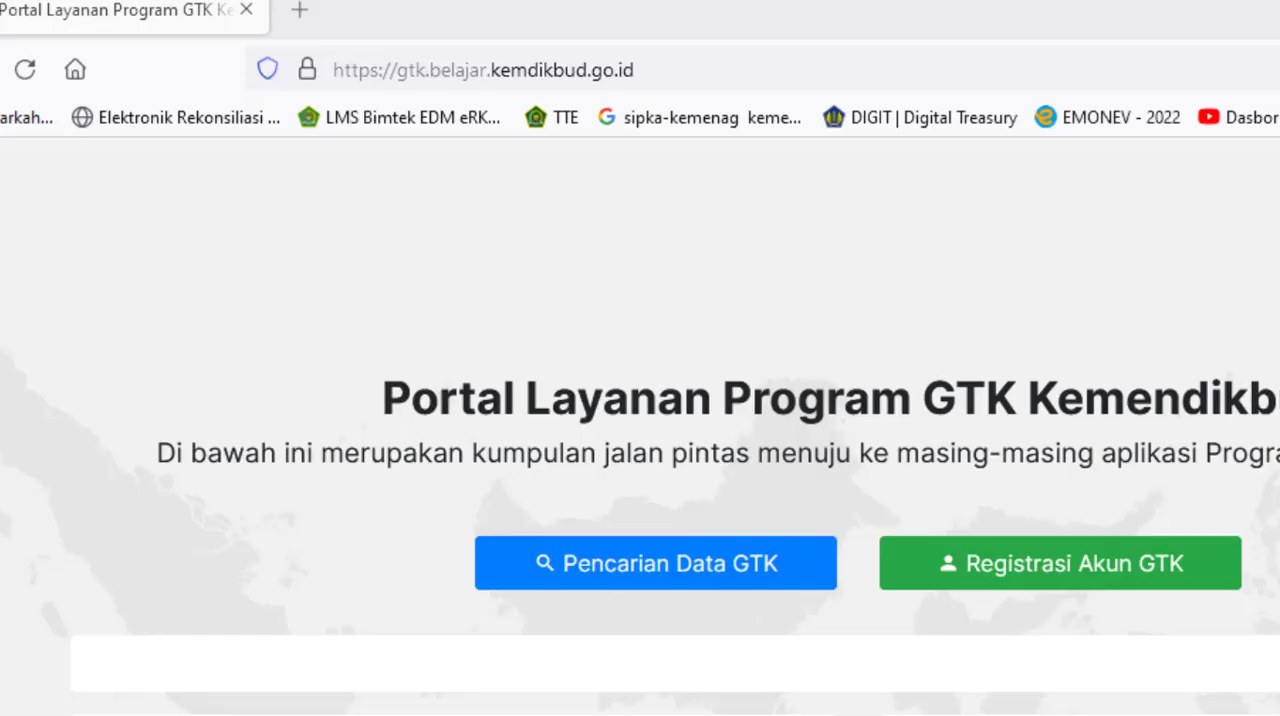 Portal Layanan Program GTK Ke
https://gtk.belajar.kemdikbud.go.id
arkah... Elektronik Rekonsiliasi ... LMS Bimtek EDM eRK... TTE sipka-kemenag keme... DIGIT | Digital Treasury EMONEV - 2022 Dasbor
Portal Layanan Program GTK Kemendikbu
Di bawah ini merupakan kumpulan jalan pintas menuju ke masing-masing aplikasi Progra
Pencarian Data GTK Registrasi Akun GTK